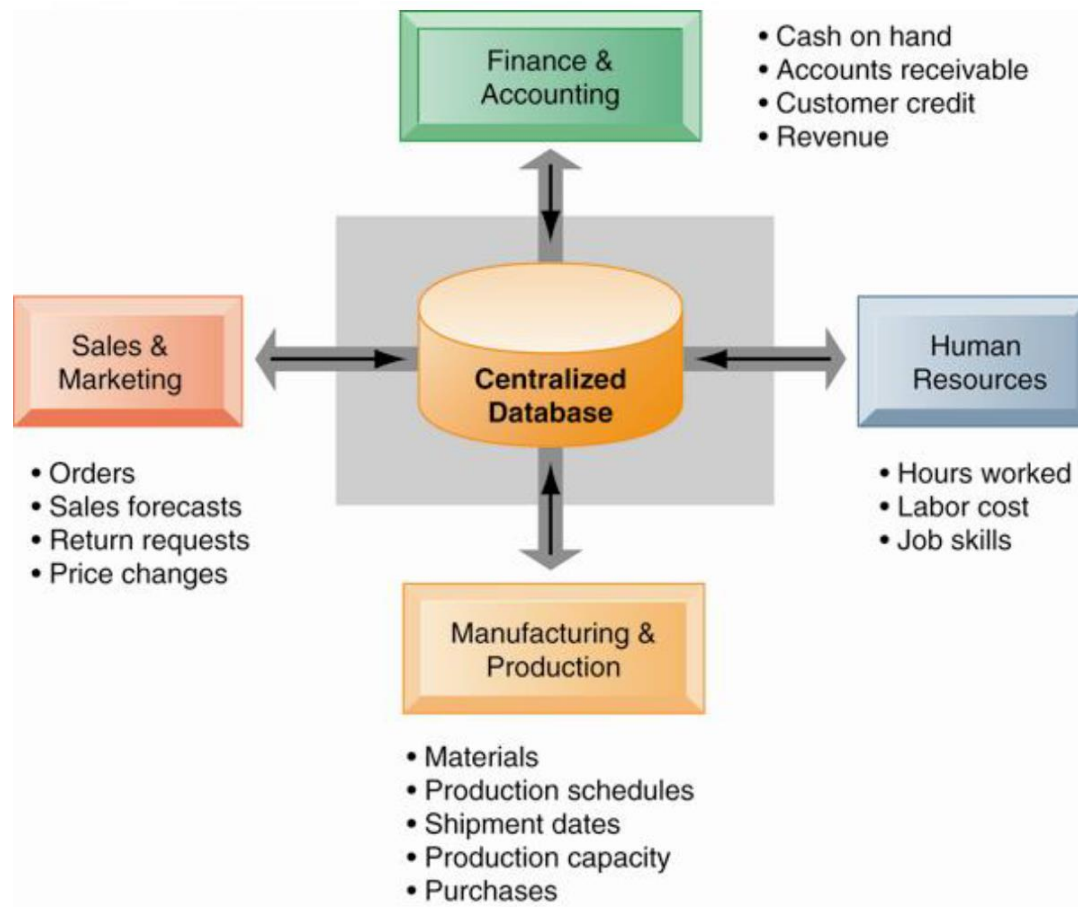 Finance &
Accounting
• Cash on hand
• Accounts receivable
• Customer credit
• Revenue
Sales &
Marketing
• Orders
• Sales forecasts
• Return requests
• Price changes
Centralized
Database
Human
Resources
• Hours worked
• Labor cost
• Job skills
Manufacturing &
Production
• Materials
• Production schedules
• Shipment dates
• Production capacity
• Purchases